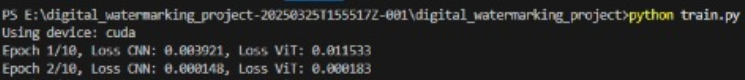 PS E:\digital_watermarking_project-20250325T155517Z-001\digital_watermarking_project>python train.py
Using device: cuda
Epoch 1/10, Loss CNN: 0.003921, Loss ViT: 0.011533
Epoch 2/10, Loss CNN: 0.000148, Loss ViT: 0.000183